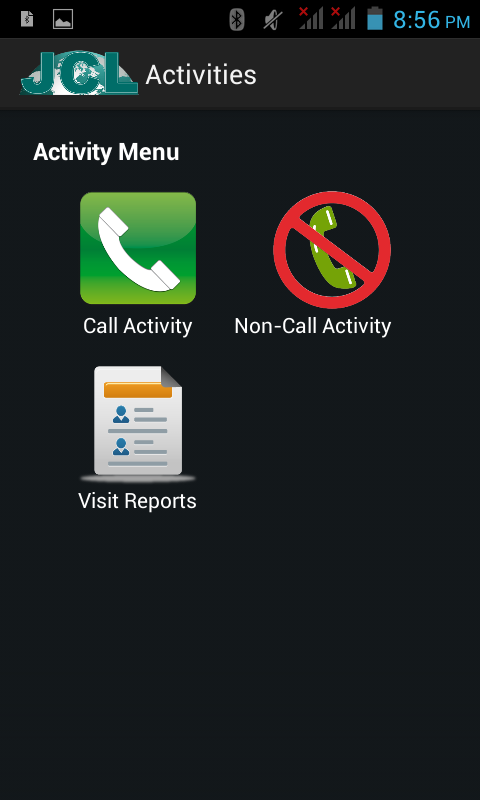 8:56 PM
JCL Activities
Activity Menu
Call Activity
Non-Call Activity
Visit Reports